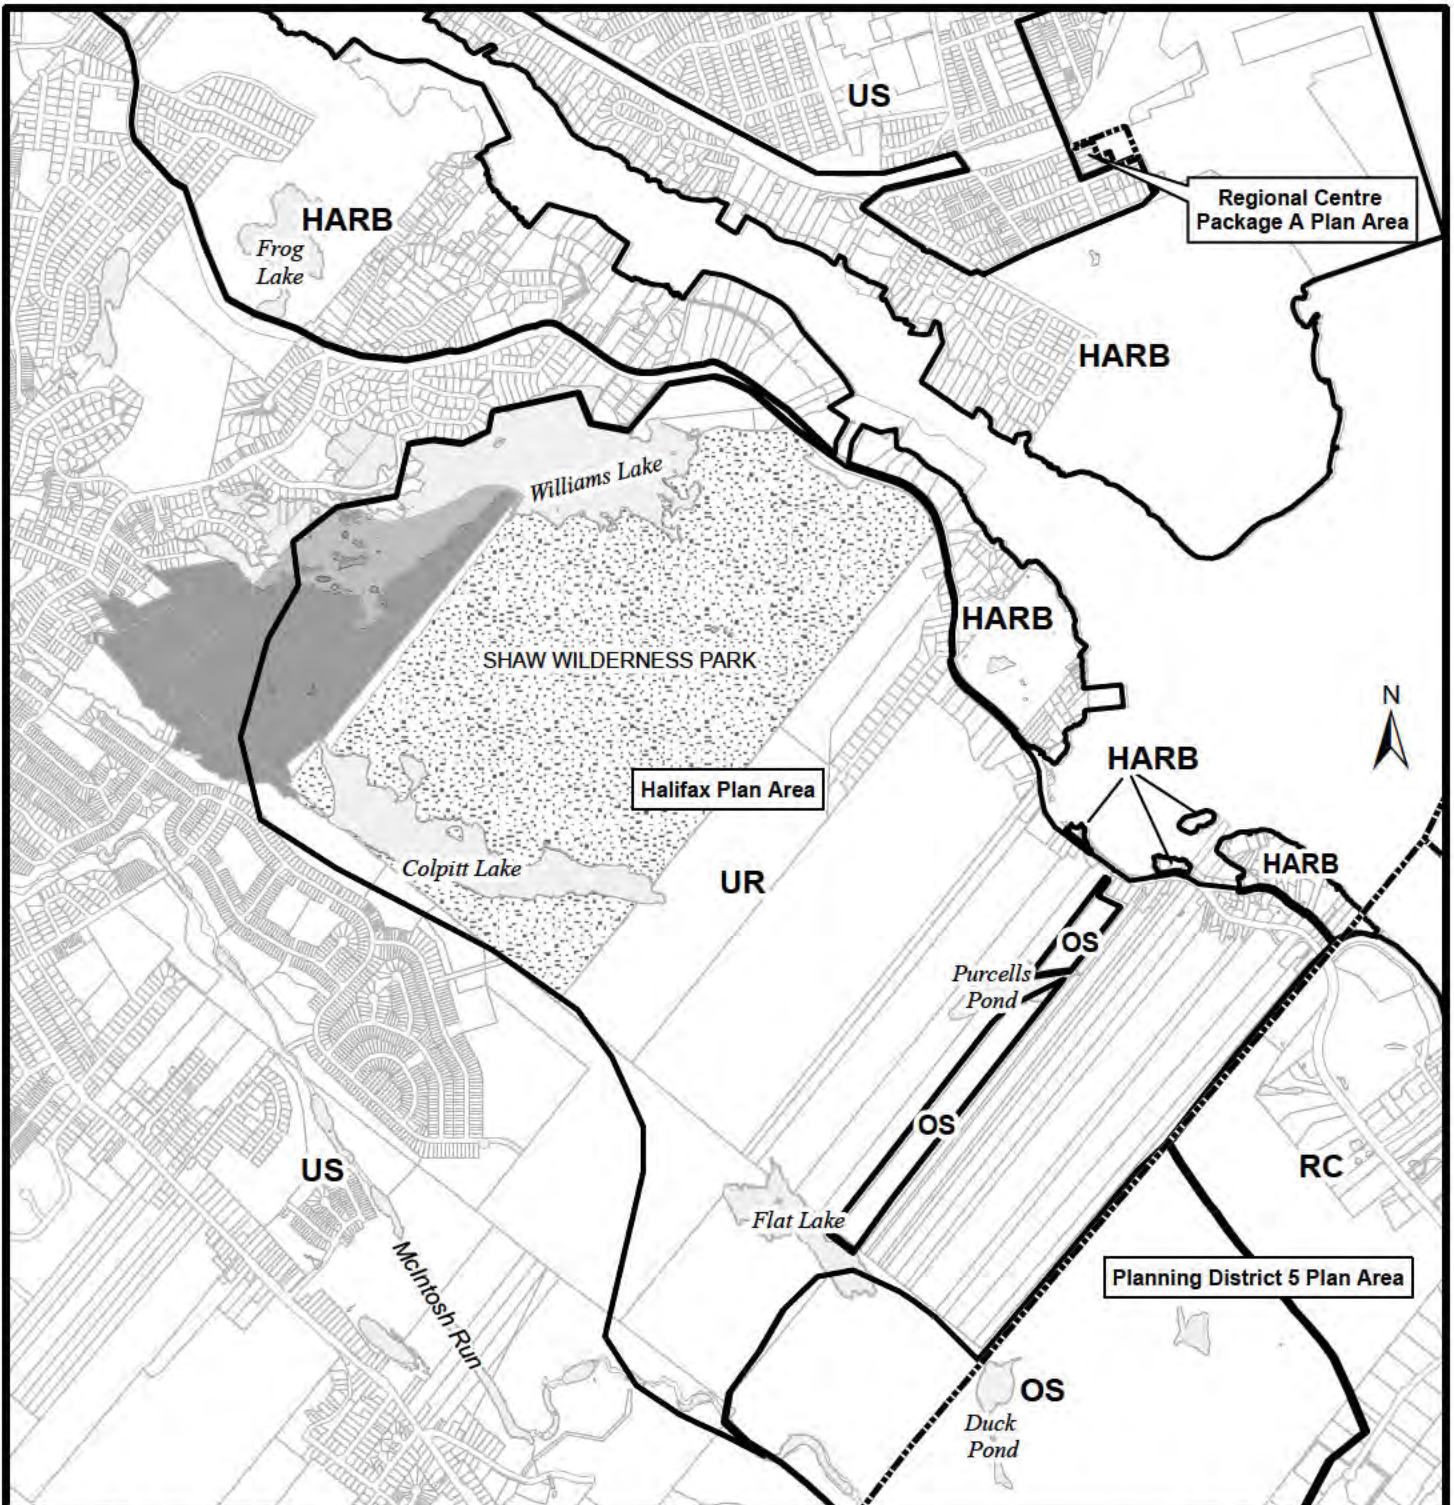 US
Regional Centre
Package A Plan Area
HARB
Frog
Lake
HARB
Williams Lake
HARB
SHAW WILDERNESS PARK
N
HARB
Halifax Plan Area
HARB
Colpitt Lake
UR
OS
Purcells
Pond
OS
US
RC
Flat Lake
McIntosh Run
Planning District 5 Plan Area
OS
Duck
Pond